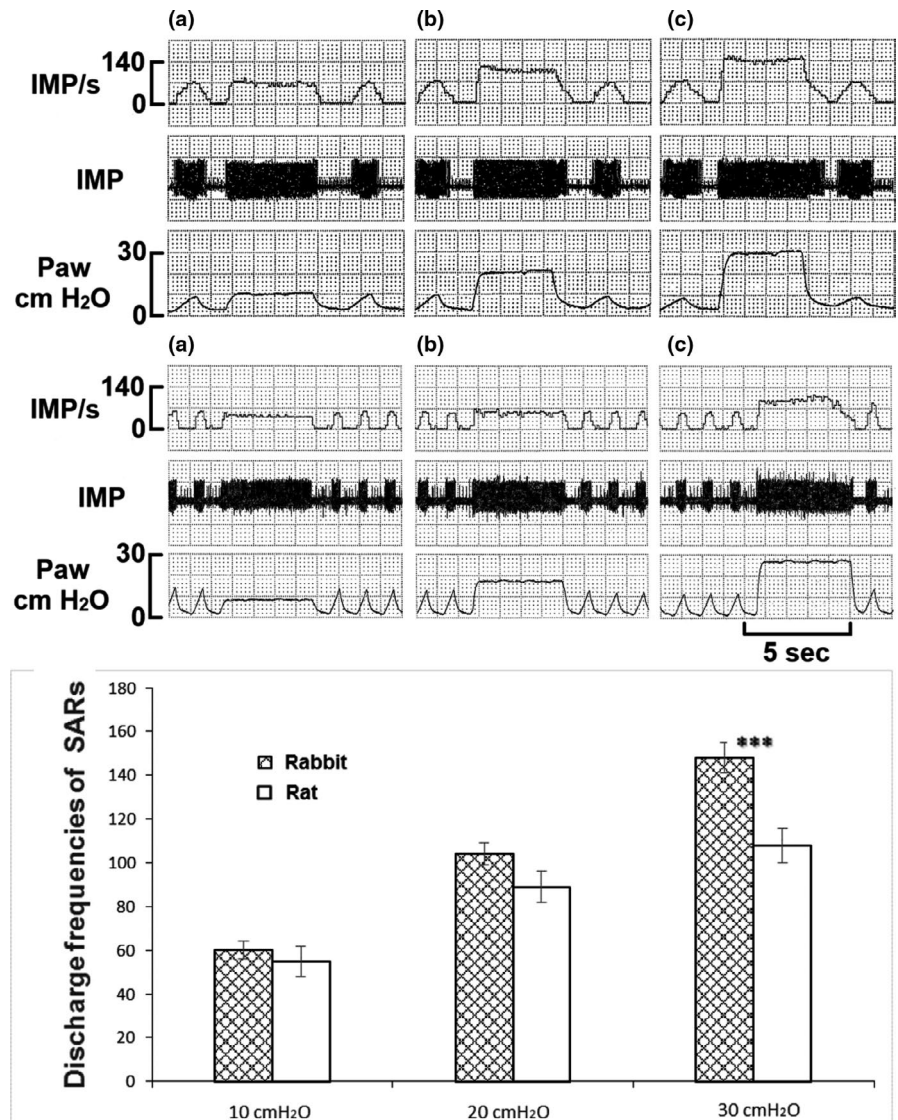 (a) (b) (c)
IMP/s 140 0
IMP
Paw cm H₂O 30 0
(a) (b) (c)
IMP/s 140 0
IMP
Paw cm H₂O 30 0
5 sec
Discharge frequencies of SARs
180
160
140
120
100
80
60
40
20
0
Rabbit
Rat
***
10 cmH₂O 20 cmH₂O 30 cmH₂O